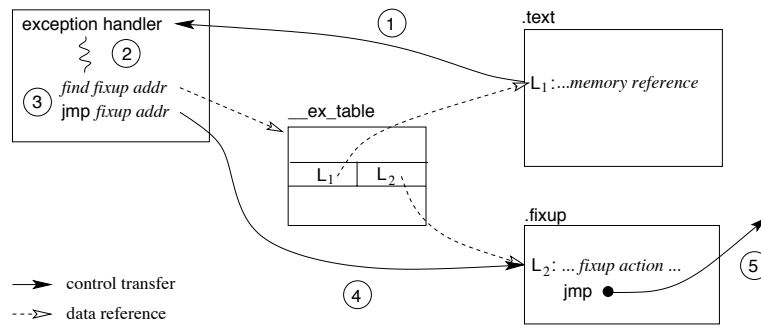 1
.text
exception handler
2
find fixup addr
3
jmp fixup addr
L1:...memory reference
__ex_table
L1 L2
.fixup
L2: ... fixup action ...
jmp
5
4
control transfer
data reference